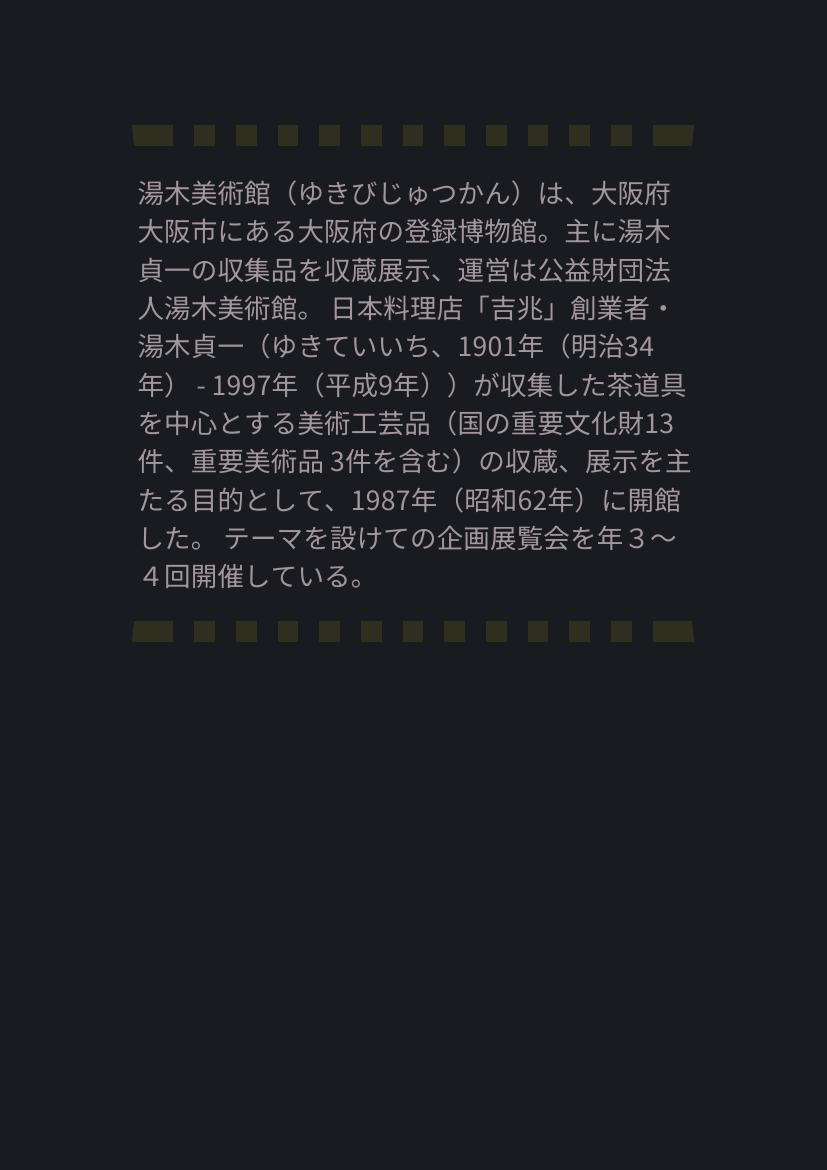 湯木美術館（ゆきびじゅつかん）は、大阪府
大阪市にある大阪府の登録博物館。主に湯木
貞一の収集品を収蔵展示、運営は公益財団法
人湯木美術館。 日本料理店「吉兆」創業者・
湯木貞一（ゆきていいち、1901年（明治34
年） - 1997年（平成9年））が収集した茶道具
を中心とする美術工芸品（国の重要文化財13
件、重要美術品 3件を含む）の収蔵、展示を主
たる目的として、1987年（昭和62年）に開館
した。 テーマを設けての企画展覧会を年３〜
４回開催している。